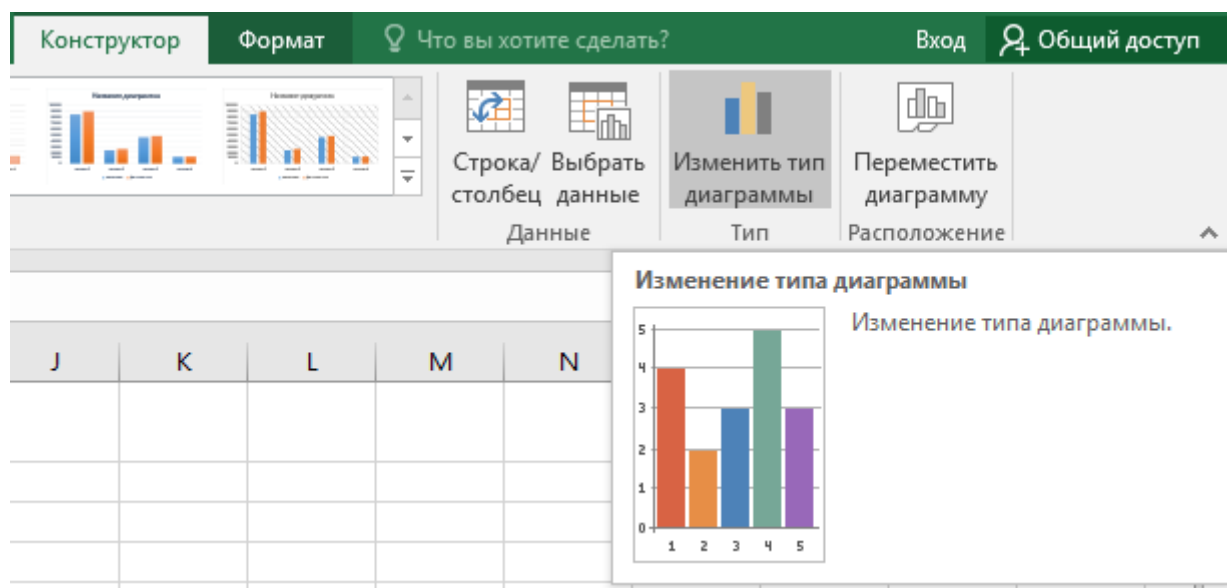 Конструктор Формат Что вы хотите сделать? Вход Общий доступ
Строка/ столбец
Выбрать данные
Изменить тип диаграммы
Переместить диаграмму
Данные Тип Расположение
Изменение типа диаграммы
Изменение типа диаграммы.
J K L M N
5
4
3
2
1
0
1 2 3 4 5